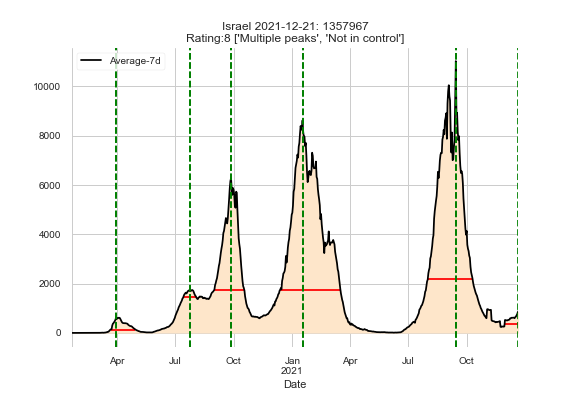 Israel 2021-12-21: 1357967
Rating:8 ['Multiple peaks', 'Not in control']
Average-7d
10000
8000
6000
4000
2000
0
Apr
Jul
Oct
Jan
2021
Apr
Jul
Oct
Date